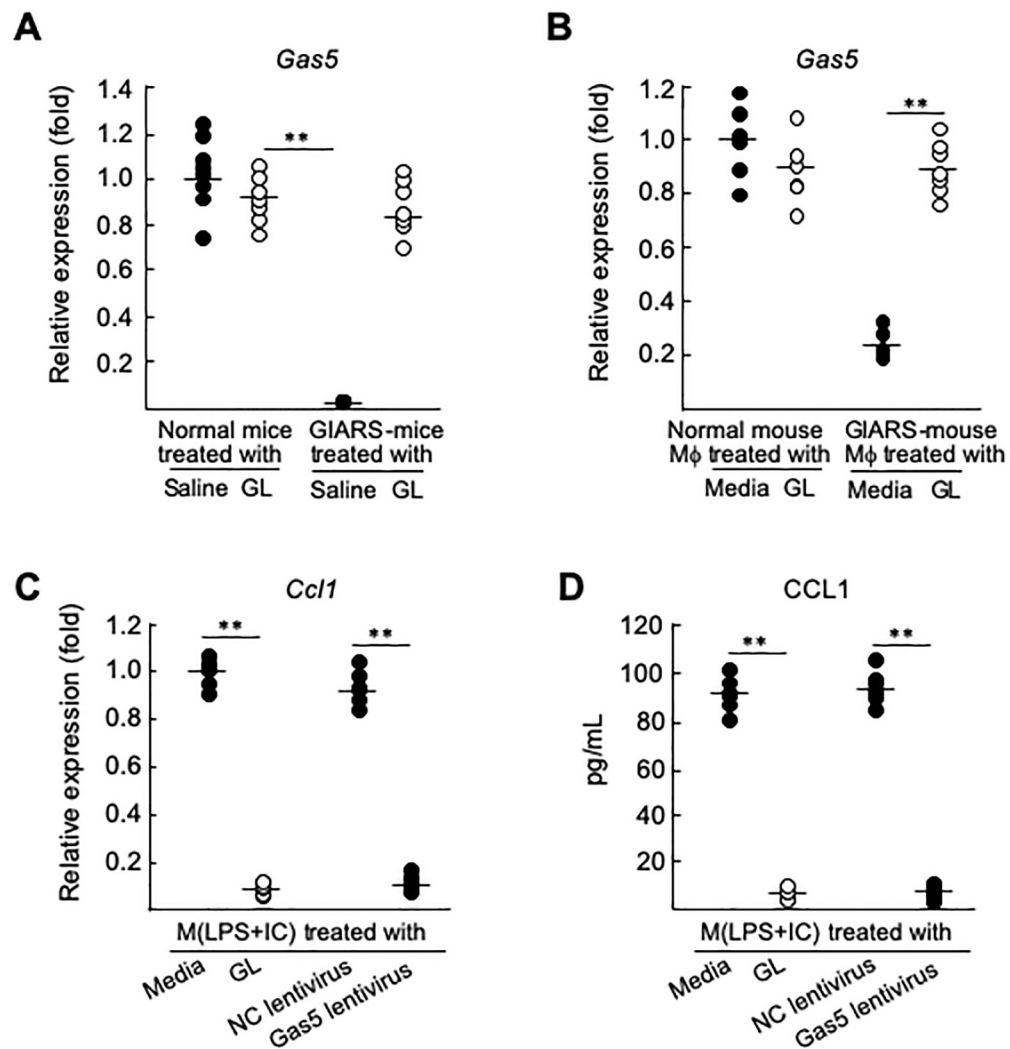 A
Gas5
Relative expression (fold)
1.4
1.2
1.0
0.8
0.6
0.4
0.2
**
Normal mice
treated with
GIARS-mice
treated with
Saline GL
Saline GL
B
Gas5
Relative expression (fold)
1.2
1.0
0.8
0.6
0.4
0.2
**
Normal mouse
Mϕ treated with
GIARS-mouse
Mϕ treated with
Media GL
Media GL
C
Ccl1
Relative expression (fold)
1.2
1.0
0.8
0.6
0.4
0.2
**
**
M(LPS+IC) treated with
Media
GL
NC lentivirus
Gas5 lentivirus
D
CCL1
pg/mL
120
100
80
60
40
20
**
**
M(LPS+IC) treated with
Media
GL
NC lentivirus
Gas5 lentivirus